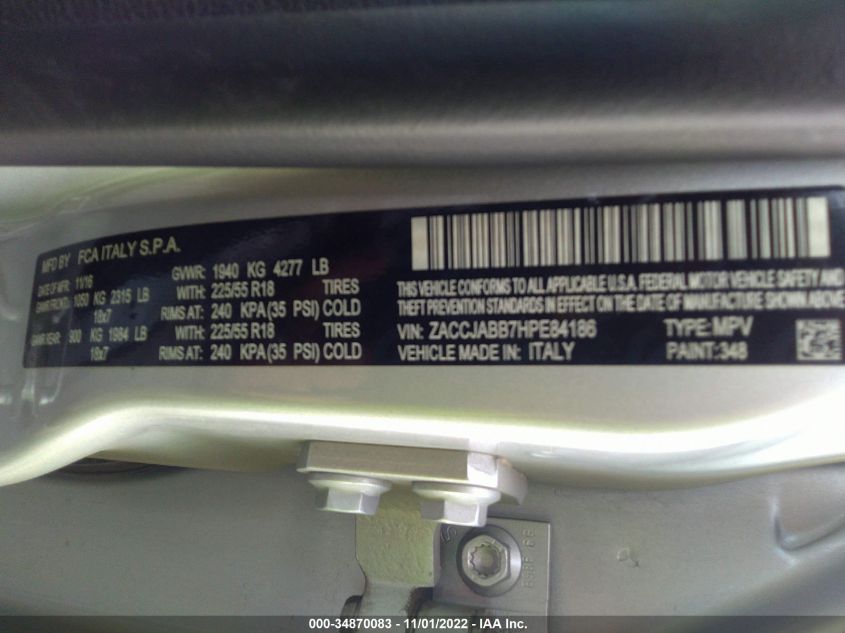 MFD BY FCA ITALY S.P.A.
DATE OF MFR: 11/16 GVWR: 1940 KG 4277 LB
GAWR FRONT: 1050 KG 2315 LB WITH: 225/55 R18 TIRES
18x7 RIMS AT: 240 KPA (35 PSI) COLD
GAWR REAR: 900 KG 1984 LB WITH: 225/55 R18 TIRES
18x7 RIMS AT: 240 KPA (35 PSI) COLD
THIS VEHICLE CONFORMS TO ALL APPLICABLE U.S.A. FEDERAL MOTOR VEHICLE SAFETY AND
THEFT PREVENTION STANDARDS IN EFFECT ON THE DATE OF MANUFACTURE SHOWN ABOVE
VIN: ZACCJABB7HPE84186 TYPE: MPV
VEHICLE MADE IN: ITALY PAINT: 348
000-34870083 - 11/01/2022 - IAA Inc.